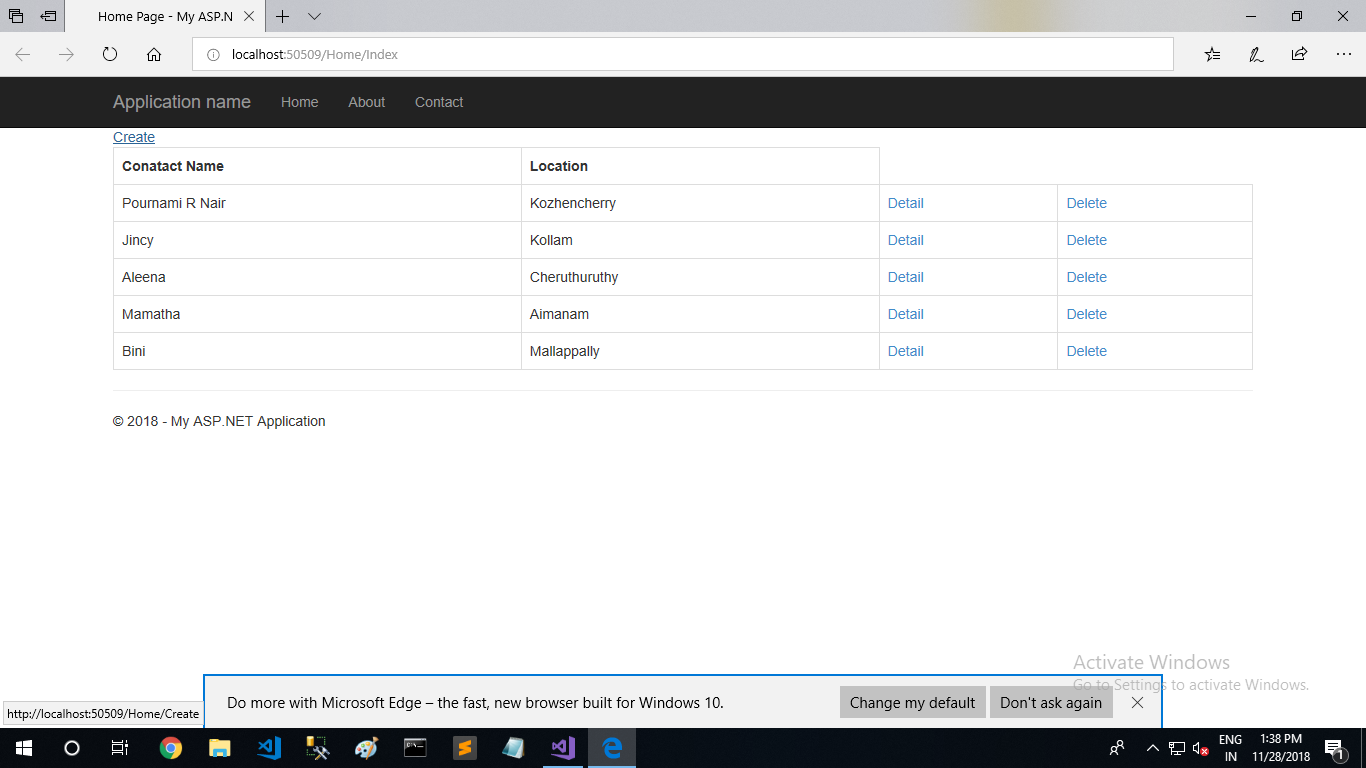 Home Page - My ASP.N
localhost:50509/Home/Index
Application name Home About Contact
Create
Conatact Name Location
Pournami R Nair Kozhencherry Detail Delete
Jincy Kollam Detail Delete
Aleena Cheruthuruthy Detail Delete
Mamatha Aimanam Detail Delete
Bini Mallappally Detail Delete
© 2018 - My ASP.NET Application
Activate Windows
Go to Settings to activate Windows.
Do more with Microsoft Edge – the fast, new browser built for Windows 10. Change my default Don't ask again
http://localhost:50509/Home/Create
ENG 1:38 PM
IN 11/28/2018 1